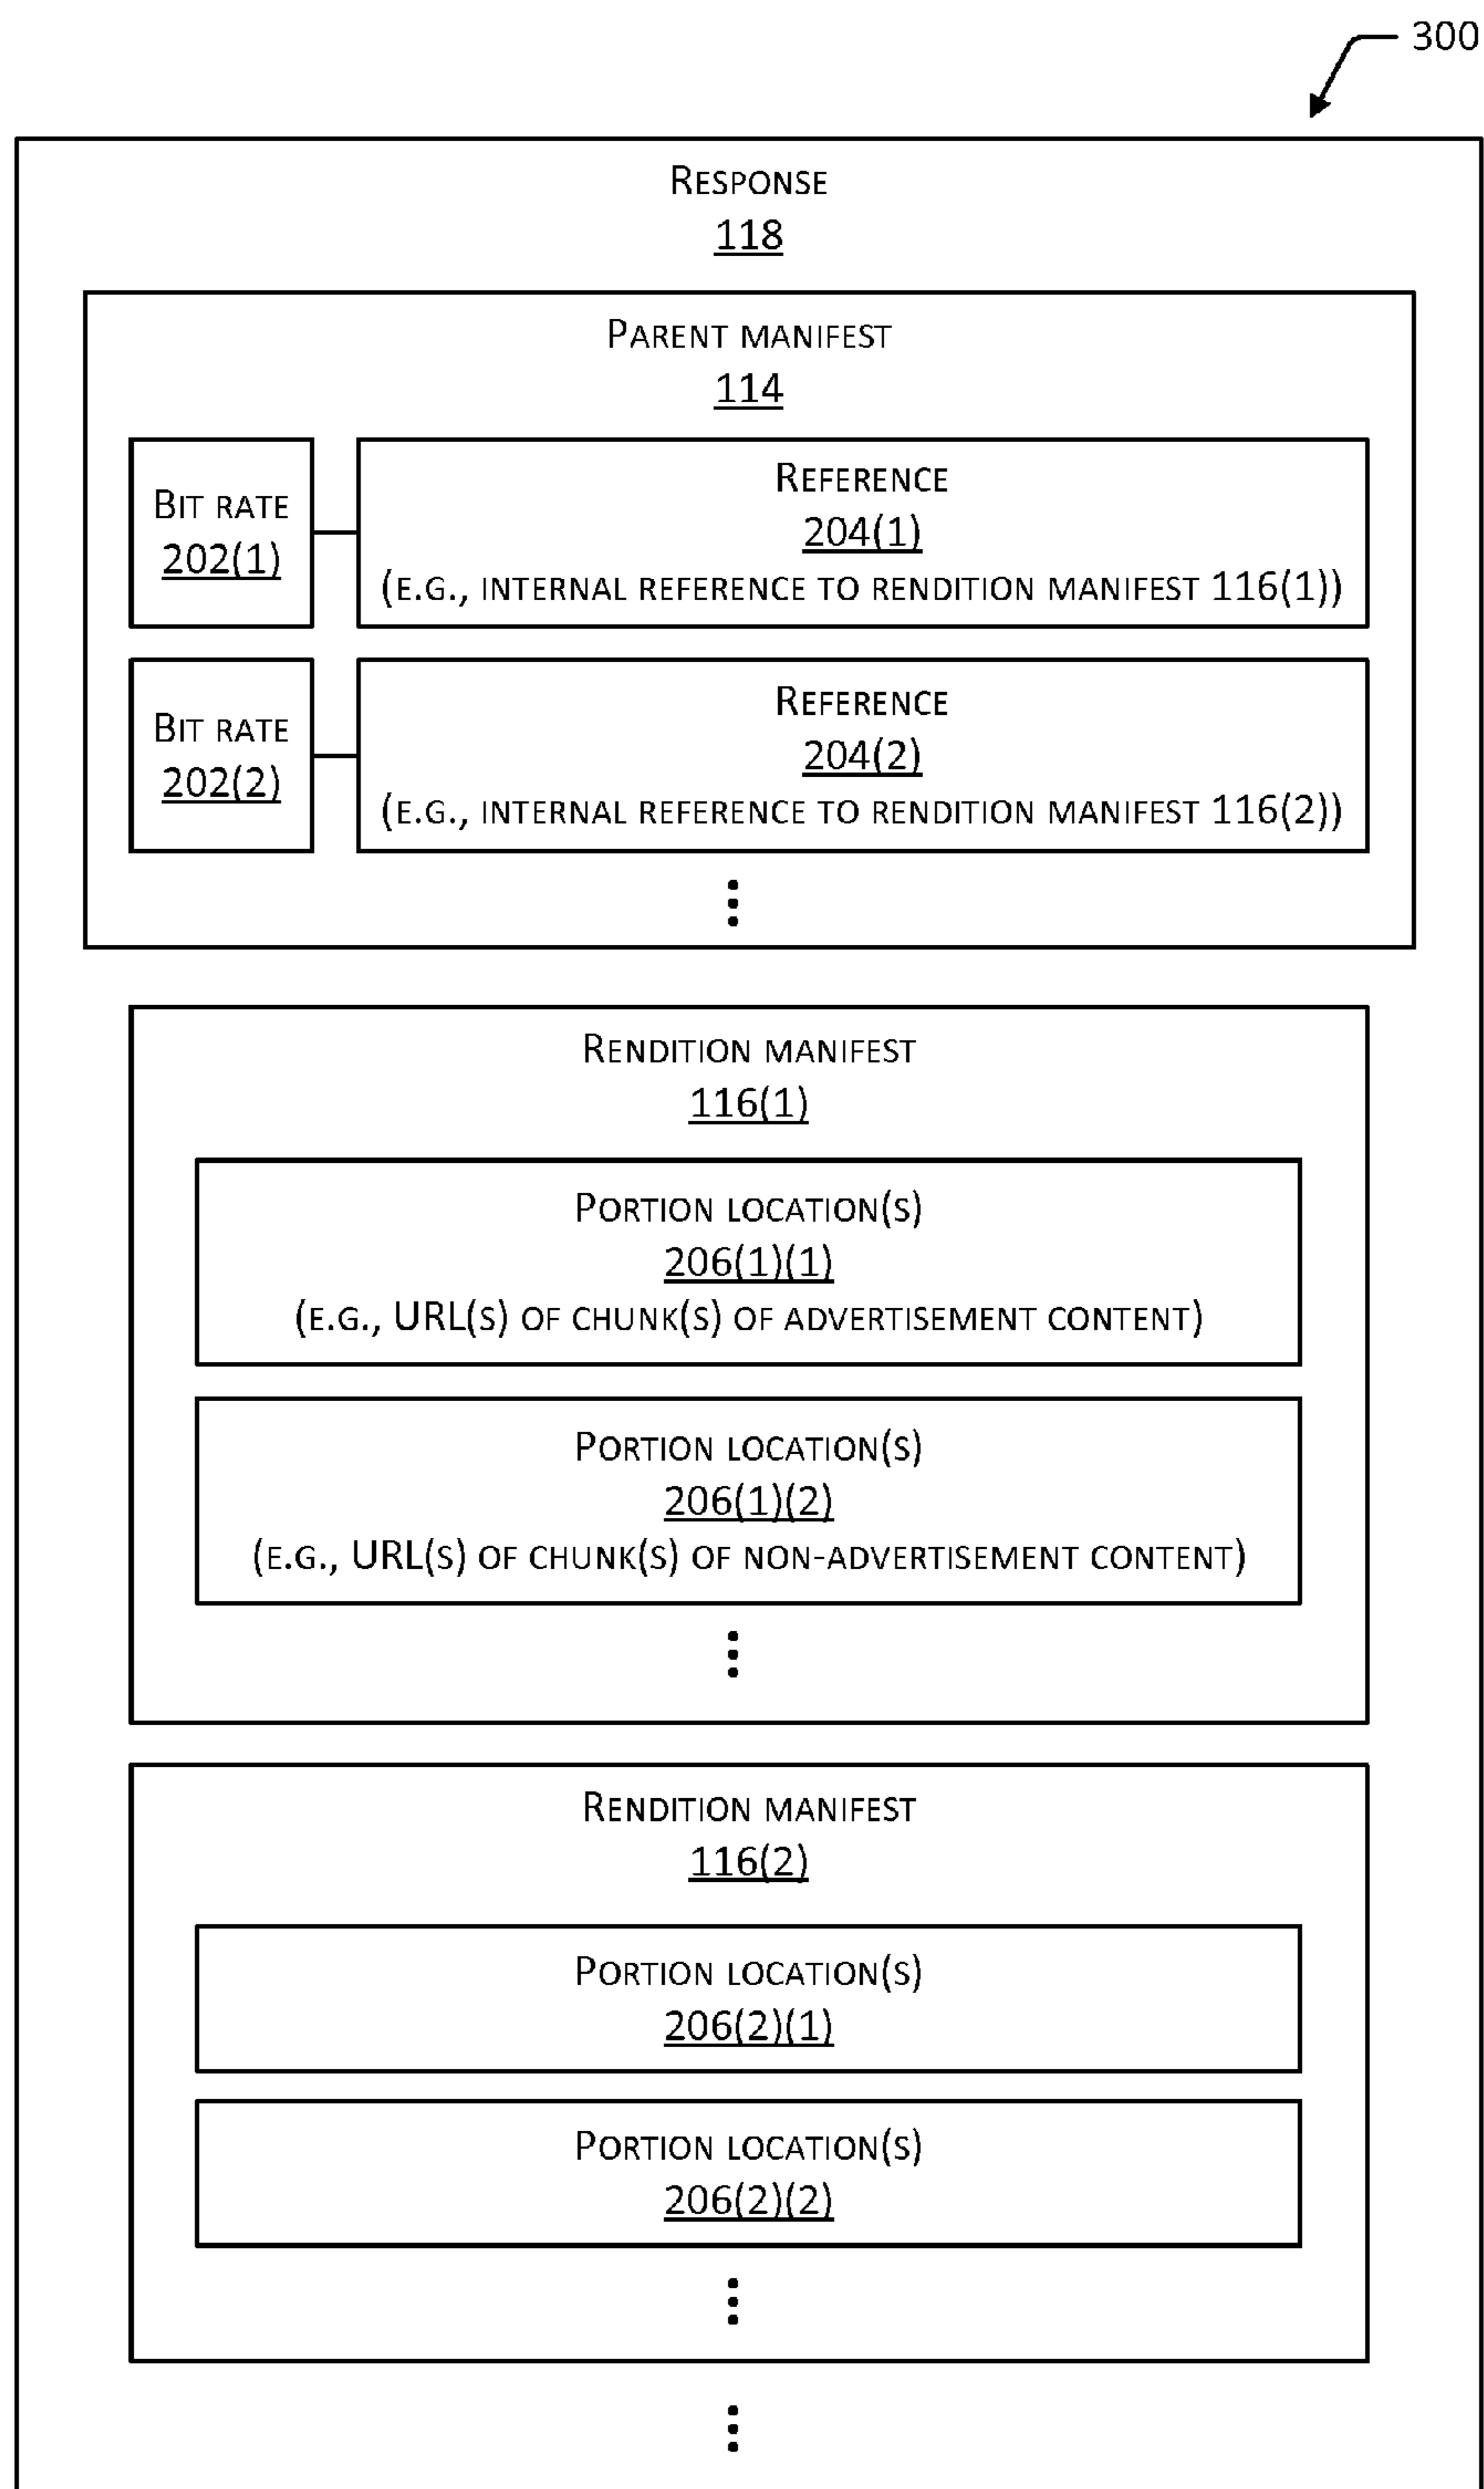 300
RESPONSE
118
PARENT MANIFEST
114
BIT RATE
202(1)
REFERENCE
204(1)
(E.G., INTERNAL REFERENCE TO RENDITION MANIFEST 116(1))
BIT RATE
202(2)
REFERENCE
204(2)
(E.G., INTERNAL REFERENCE TO RENDITION MANIFEST 116(2))
RENDITION MANIFEST
116(1)
PORTION LOCATION(S)
206(1)(1)
(E.G., URL(S) OF CHUNK(S) OF ADVERTISEMENT CONTENT)
PORTION LOCATION(S)
206(1)(2)
(E.G., URL(S) OF CHUNK(S) OF NON-ADVERTISEMENT CONTENT)
RENDITION MANIFEST
116(2)
PORTION LOCATION(S)
206(2)(1)
PORTION LOCATION(S)
206(2)(2)